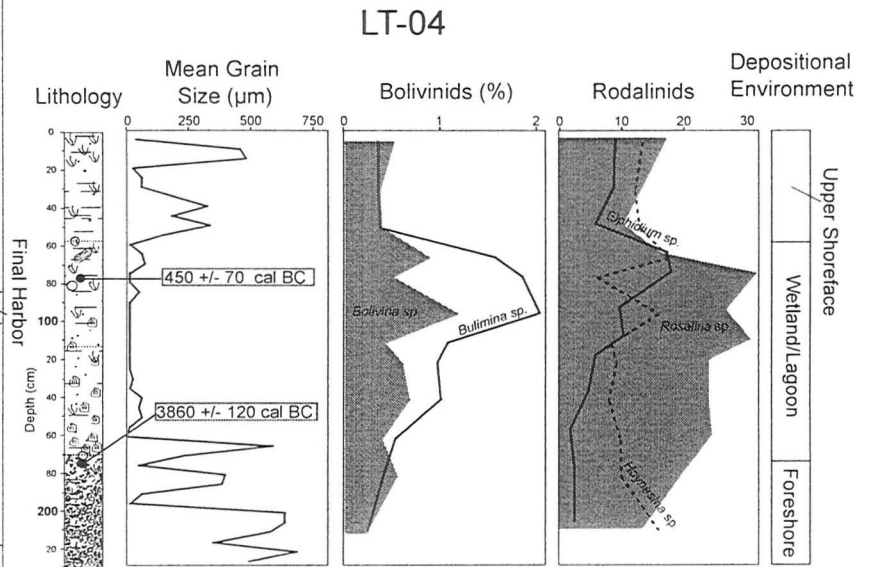 LT-04
Lithology
Mean Grain
Size (µm)
Bolivinids (%)
Rodalinids
Depositional
Environment
0 250 500 750
0 1 2
0 10 20 30
0
20
40
60
80
100
20
40
60
80
200
20
Final Harbor
Depth (cm)
450 +/- 70 cal BC
3860 +/- 120 cal BC
Bolivina sp.
Bulimina sp.
Elphidium sp.
Rosalina sp.
Haynesina sp
Upper Shoreface
Wetland/Lagoon
Foreshore